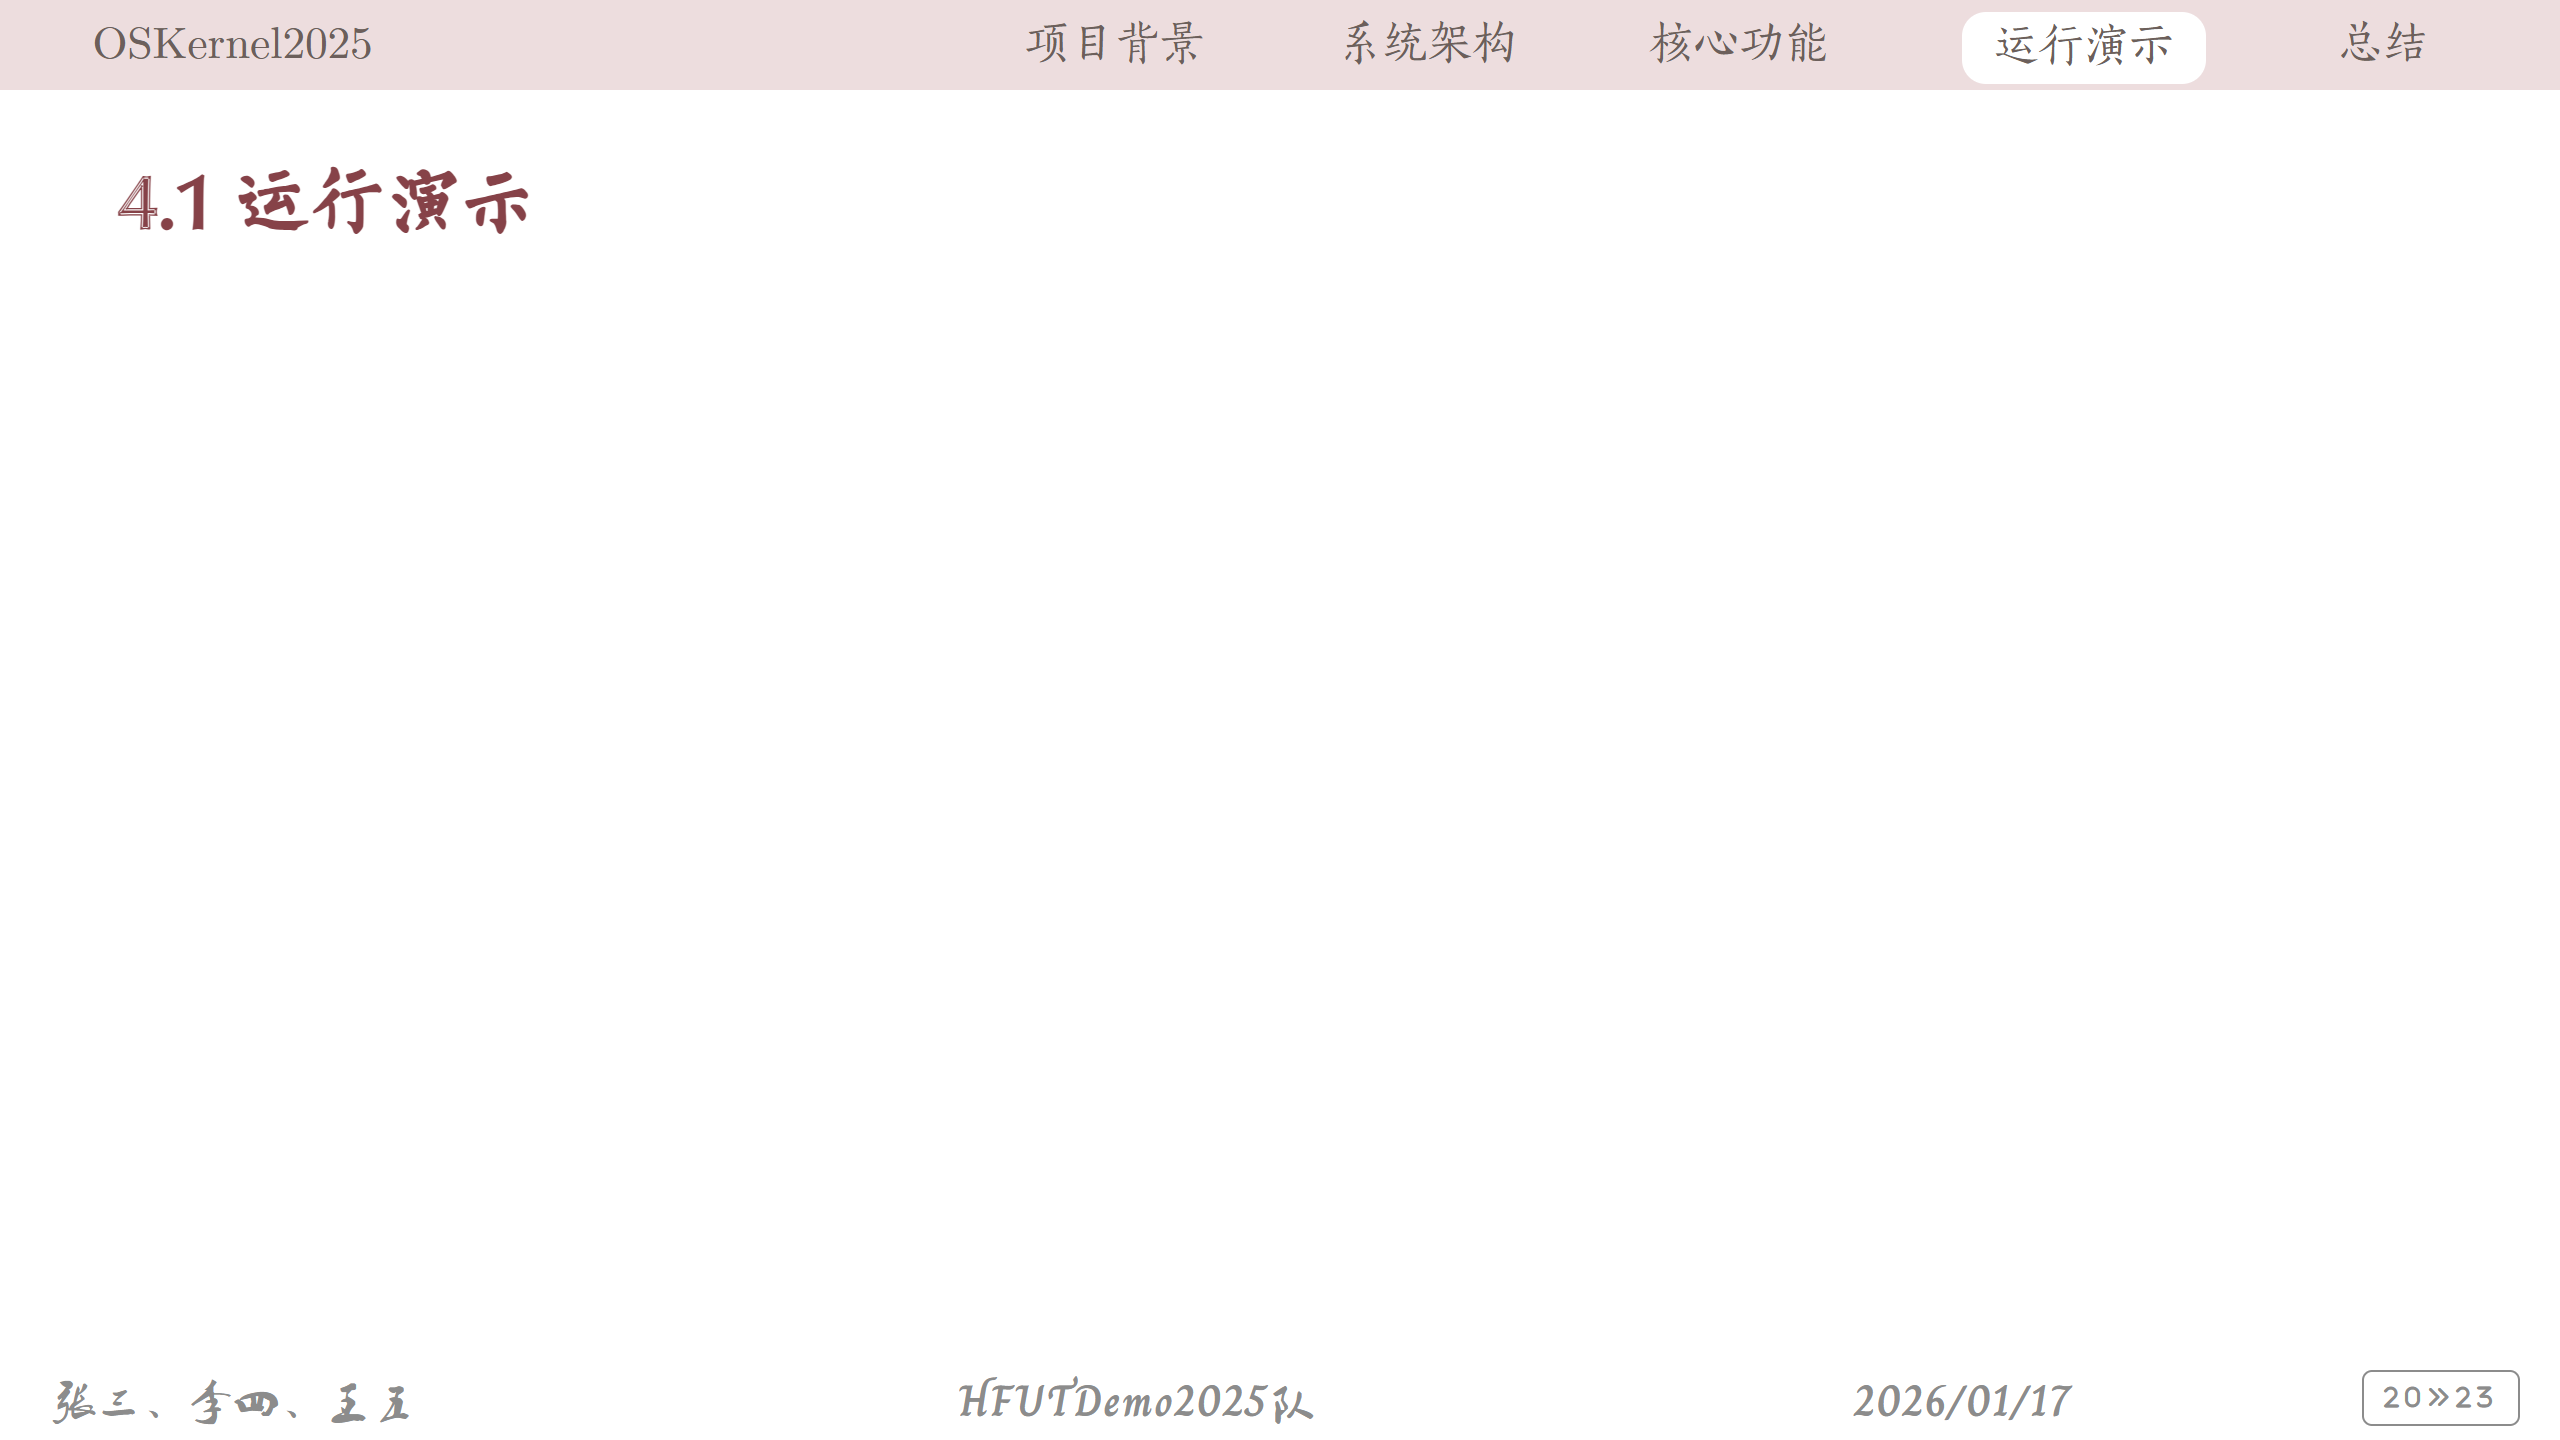 OSKernel2025 项目背景 系统架构 核心功能 运行演示 总结
4.1 运行演示
张三、李四、王五 HFUTDemo2025队 2026/01/17 20»23